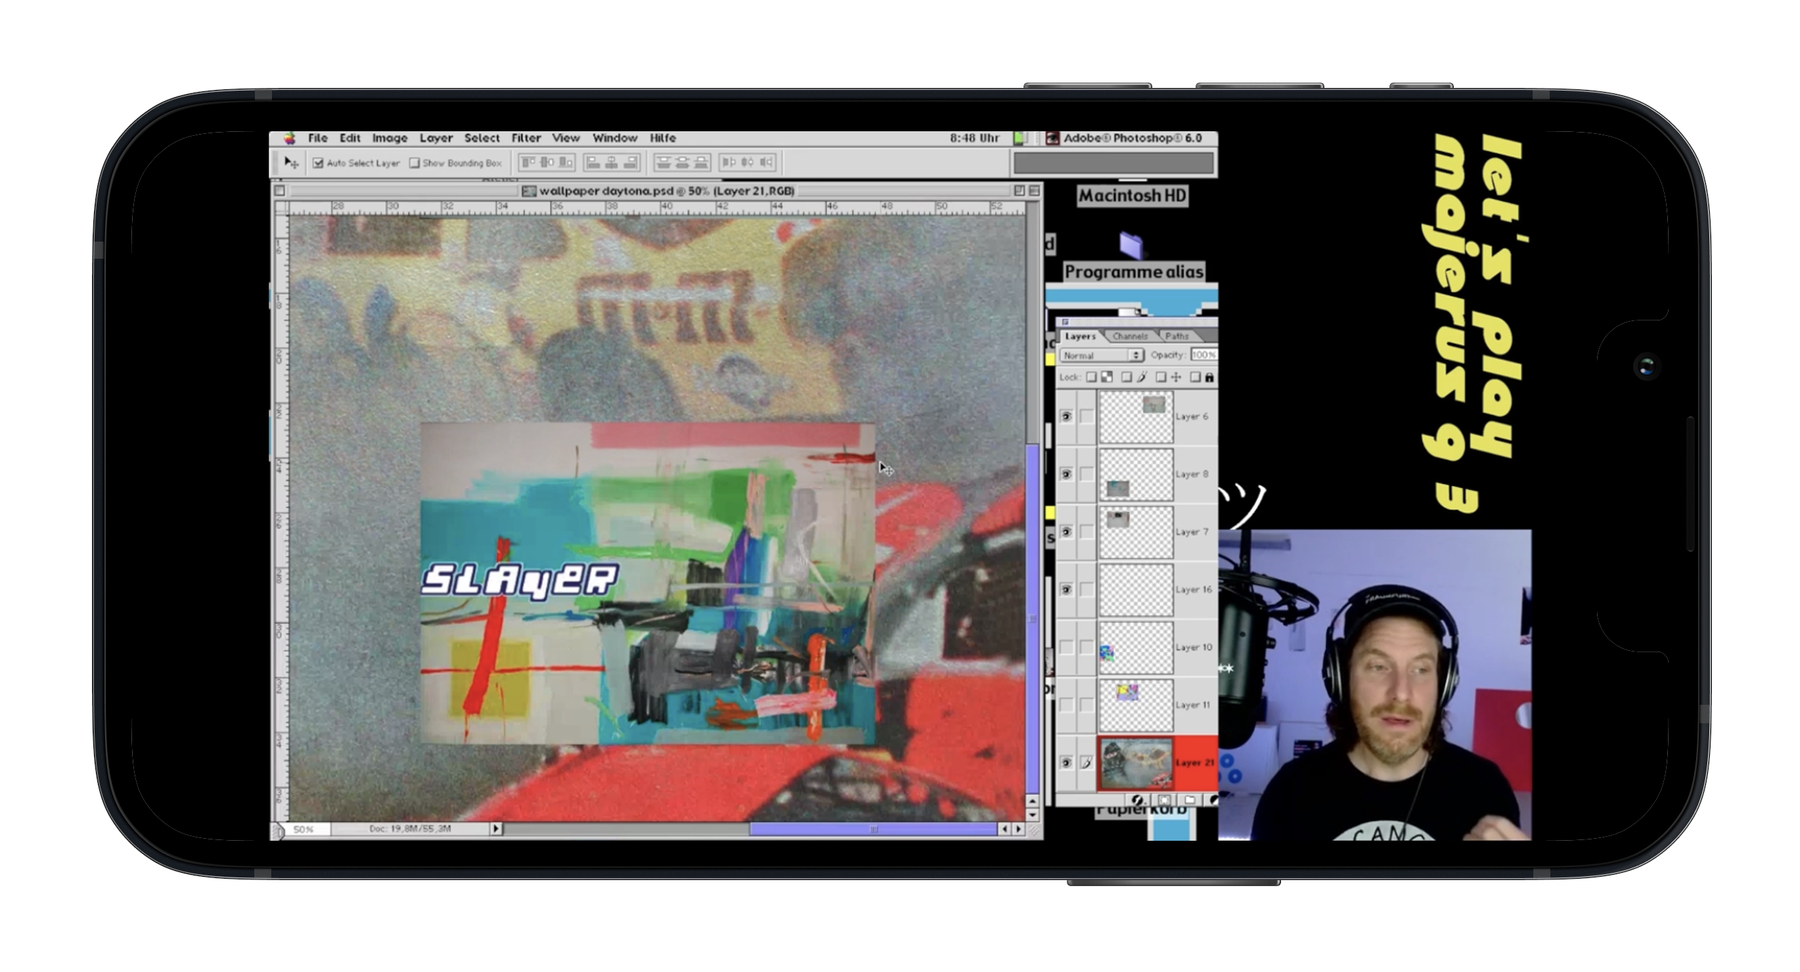 File Edit Image Layer Select Filter View Window Hilfe
8:48 Uhr
Adobe® Photoshop® 6.0
Auto Select Layer
Show Bounding Box
wallpaper daytona.psd @ 50% (Layer 21,RGB)
28 30 32 34 36 38 40 42 44 46 48 50 52
SLAYER
50%
Doc: 19,8M/55,3M
Macintosh HD
Programme alias
Layers Channels Paths
Normal
Opacity: 100%
Lock:
Layer 6
Layer 8
Layer 7
Layer 16
Layer 10
Layer 11
Layer 21
Papierkorb
ツ
**
let's play
majerus g 3